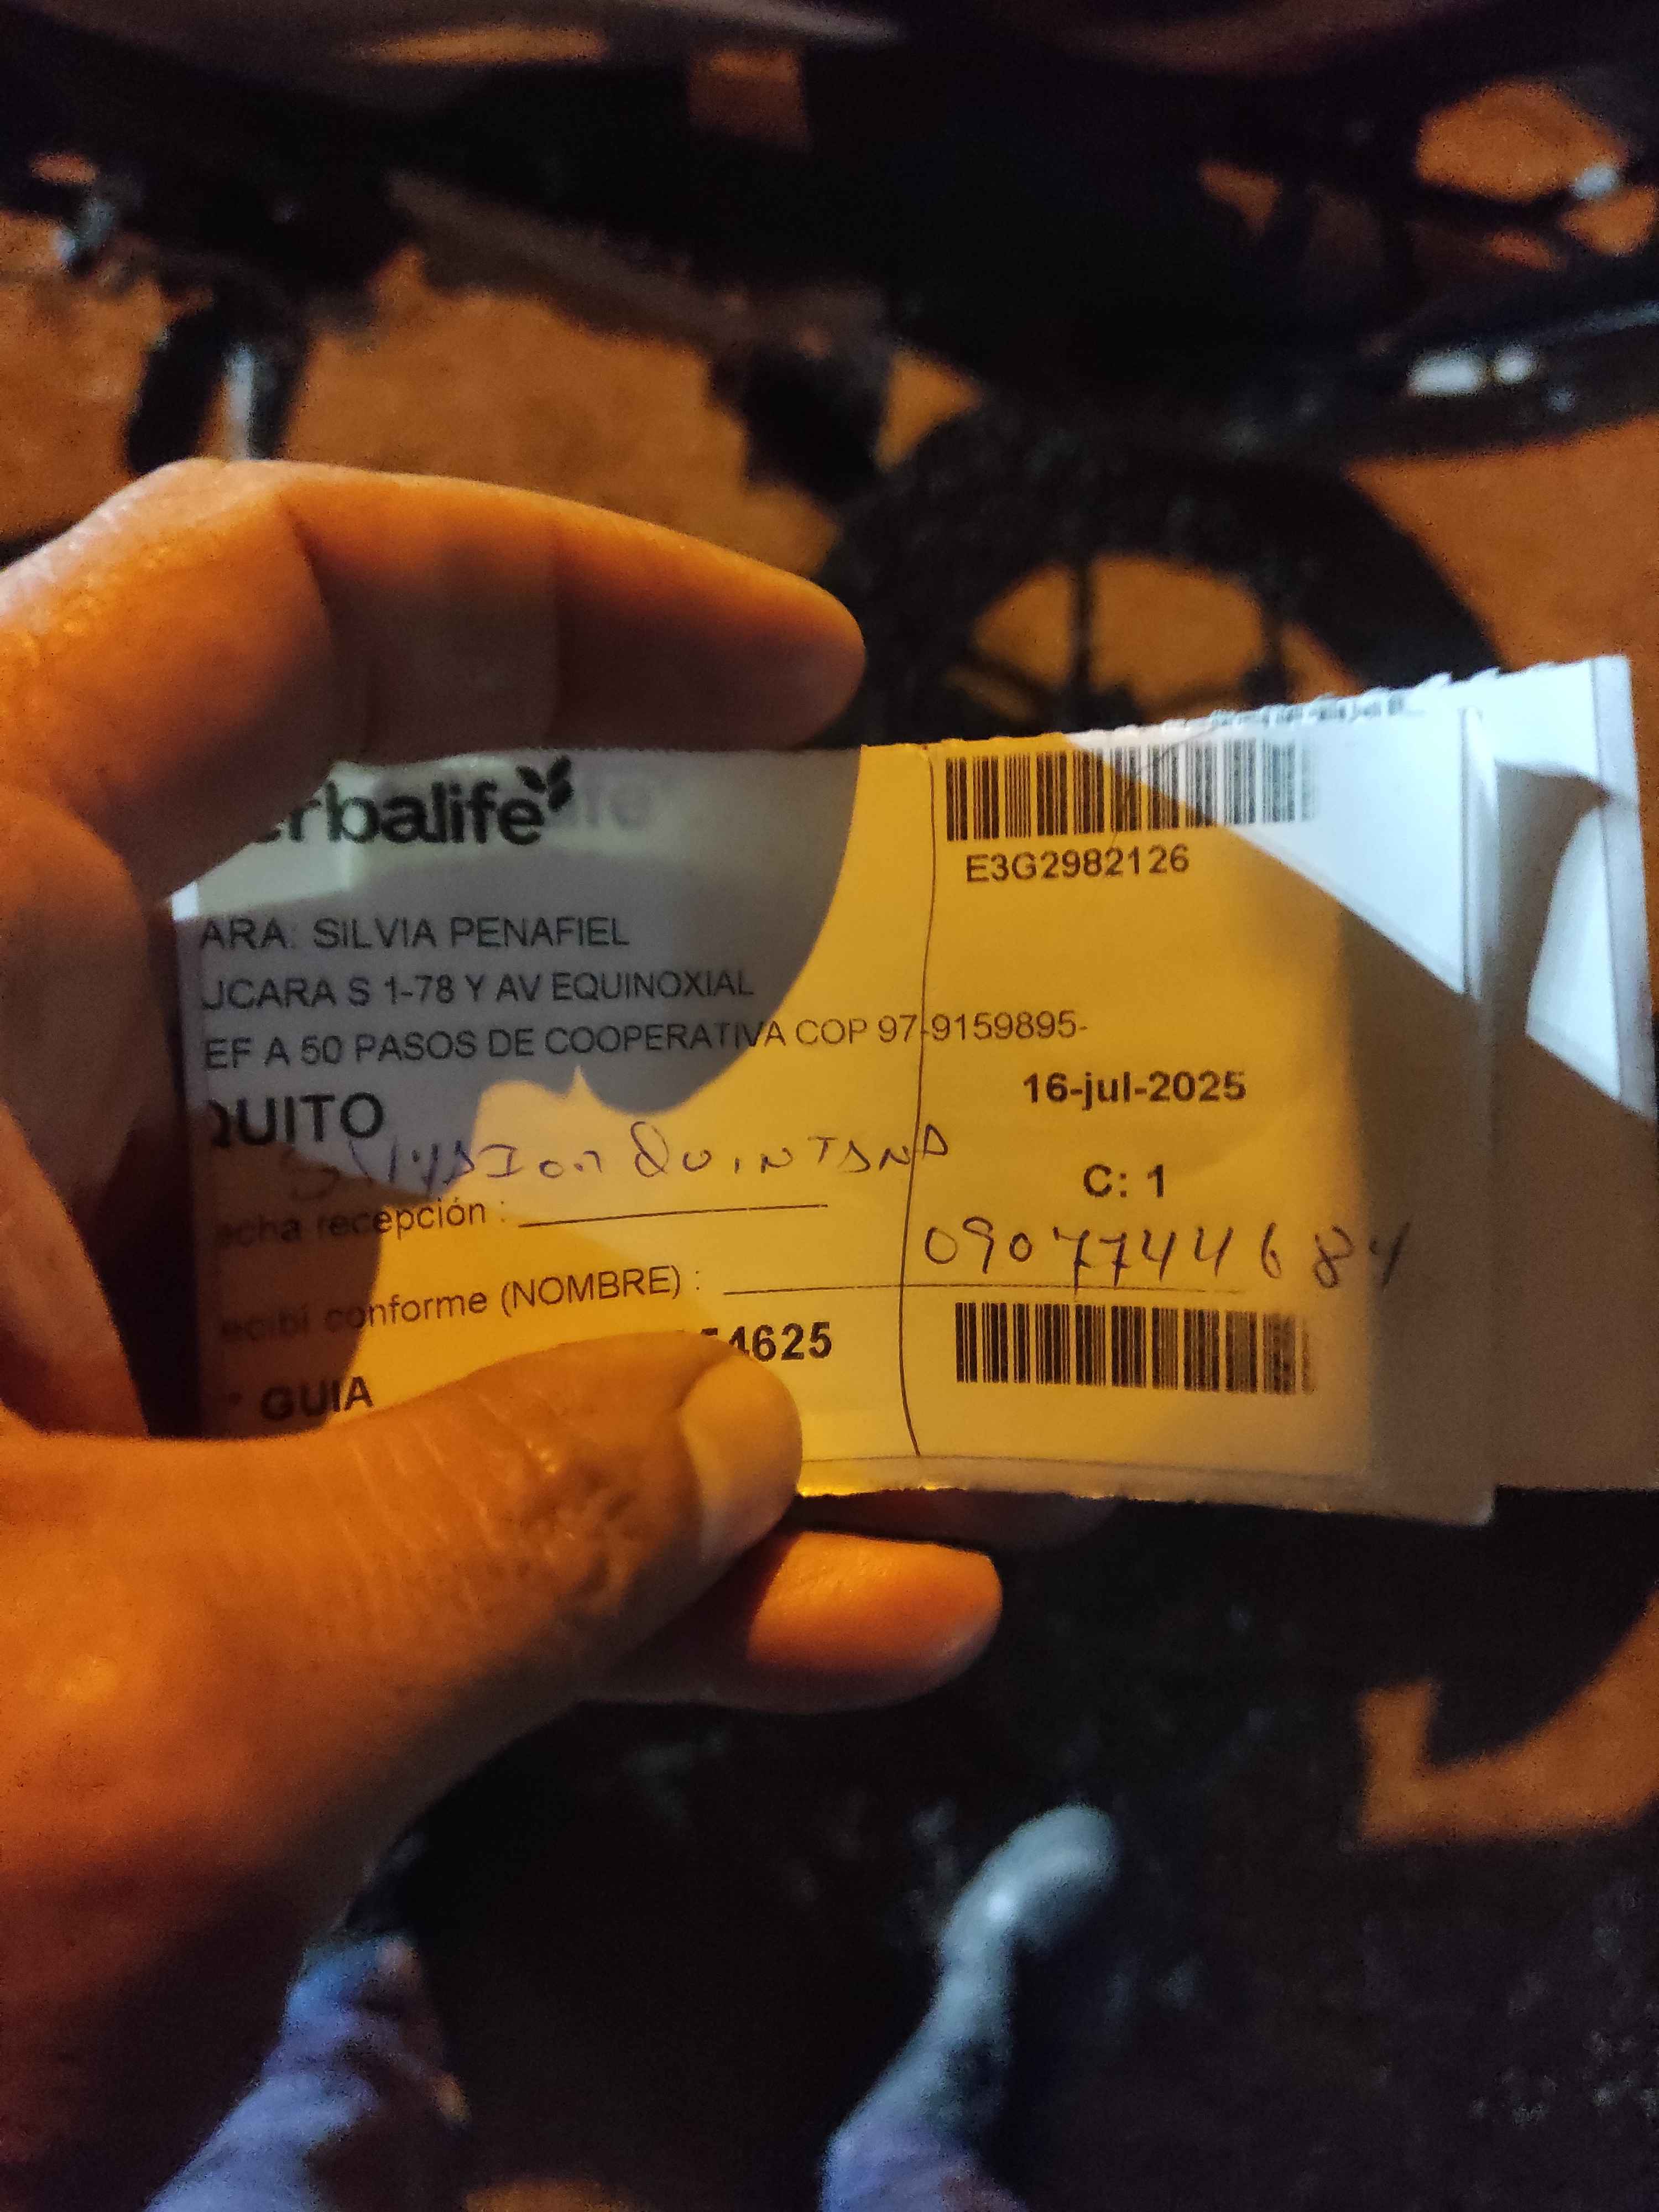 erbalife
E3G2982126
ARA: SILVIA PENAFIEL
UCARA S 1-78 Y AV EQUINOXIAL
EF A 50 PASOS DE COOPERATIVA COP 97-9159895-
16-jul-2025
QUITO
QUINTANA
C: 1
echa recepción :
0907744684
ecibí conforme (NOMBRE) :
4625
GUIA